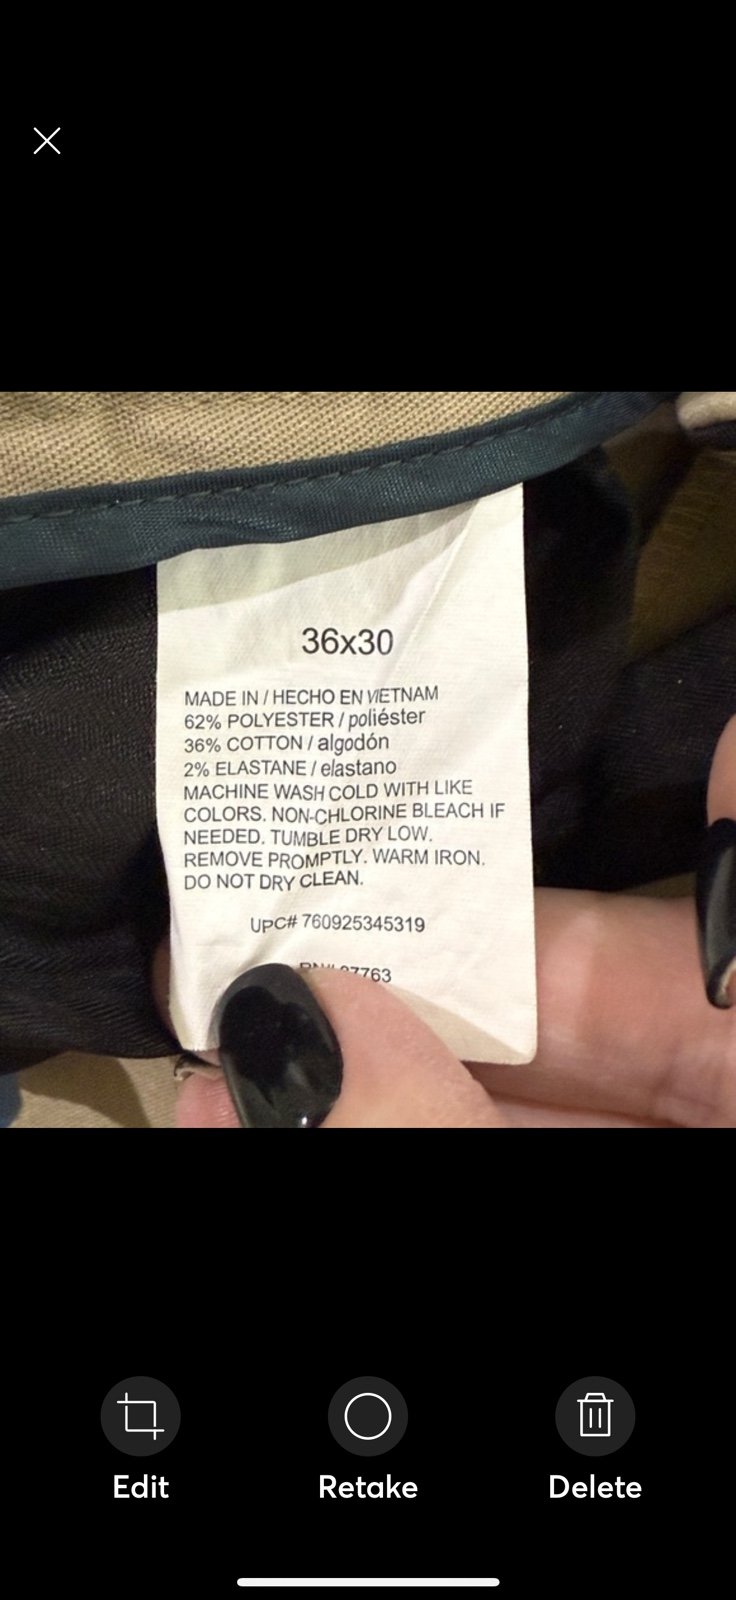 36x30
MADE IN / HECHO EN VIETNAM
62% POLYESTER / poliéster
36% COTTON / algodón
2% ELASTANE / elastano
MACHINE WASH COLD WITH LIKE
COLORS. NON-CHLORINE BLEACH IF
NEEDED. TUMBLE DRY LOW.
REMOVE PROMPTLY. WARM IRON.
DO NOT DRY CLEAN.
UPC# 760925345319
Edit
Retake
Delete